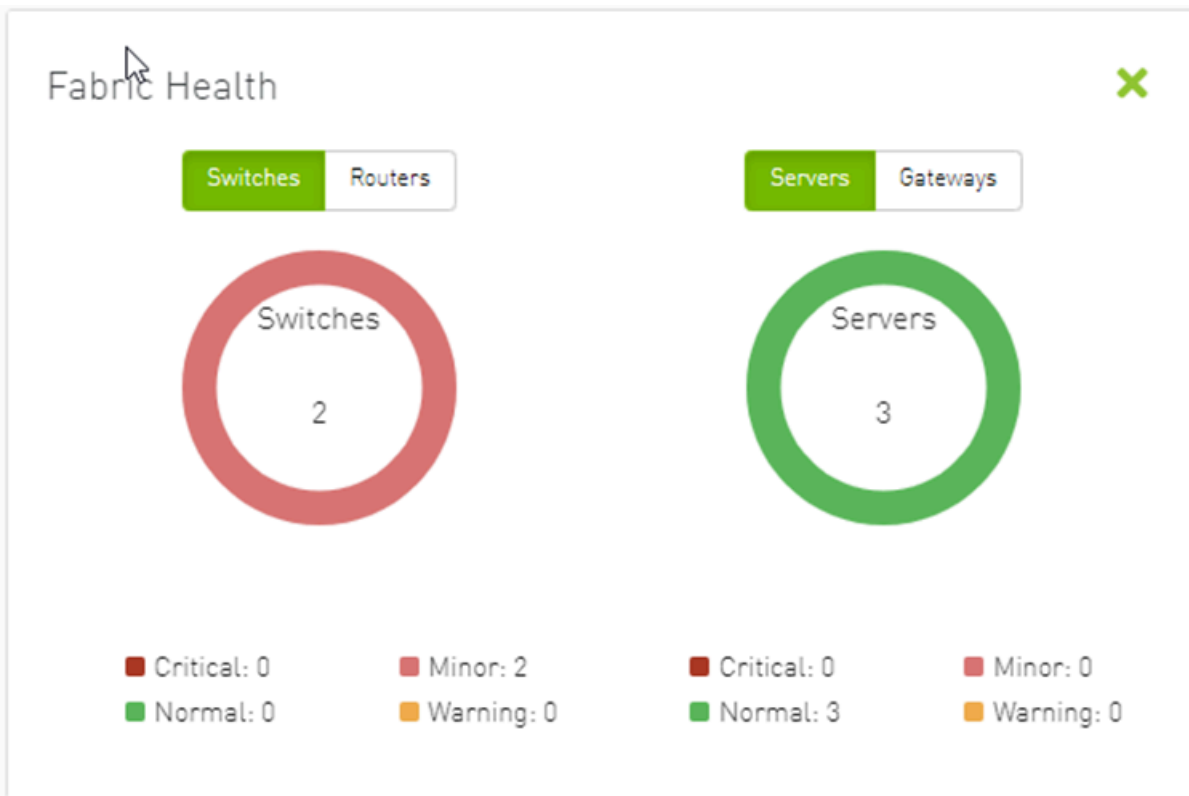 Fabric Health
Switches Routers
Servers Gateways
Switches
2
Servers
3
Critical: 0 Minor: 2
Normal: 0 Warning: 0
Critical: 0 Minor: 0
Normal: 3 Warning: 0